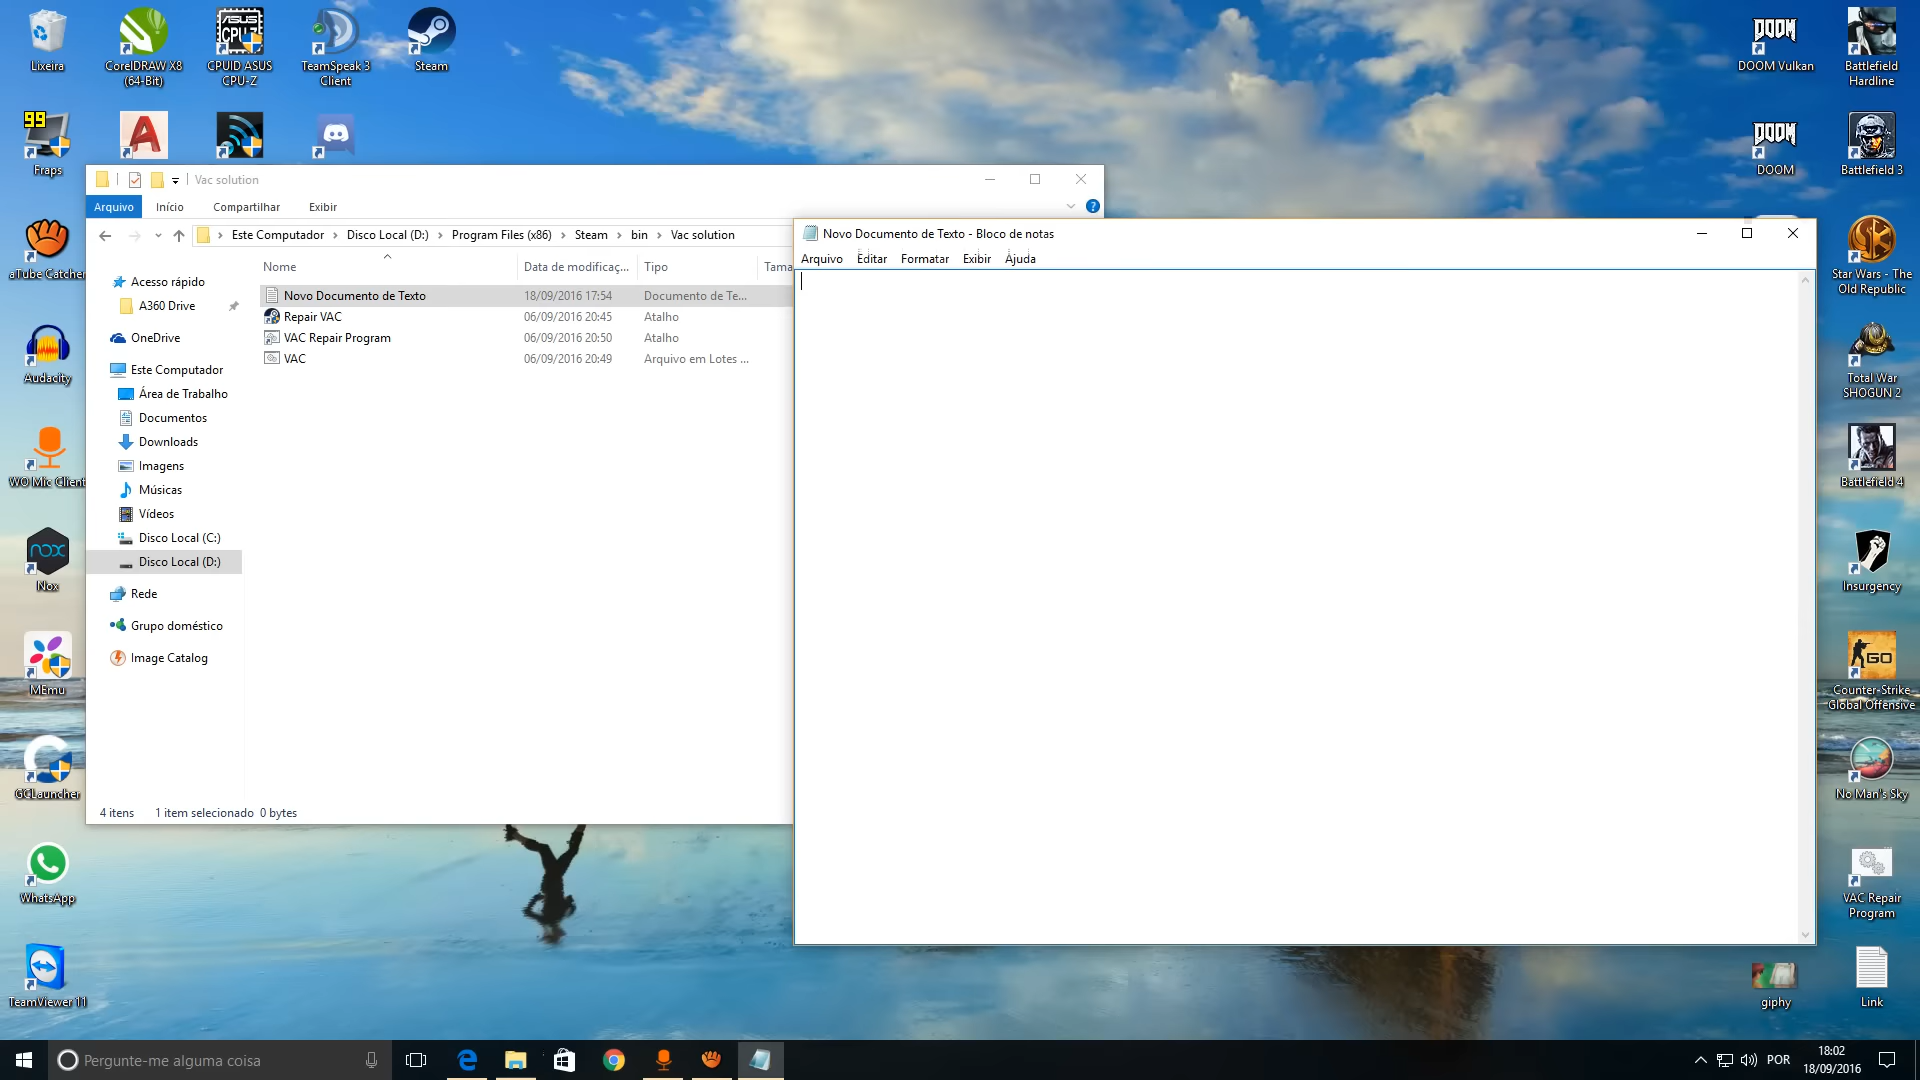 Lixeira
CorelDRAW X8
(64-Bit)
CPUID ASUS
CPU-Z
TeamSpeak 3
Client
Steam
DOOM Vulkan
Battlefield
Hardline
99
Fraps
DOOM
Battlefield 3
Vac solution
Arquivo
Início
Compartilhar
Exibir
Este Computador
Disco Local (D:)
Program Files (x86)
Steam
bin
Vac solution
Nome
Data de modificaç...
Tipo
Tama
Novo Documento de Texto
18/09/2016 17:54
Documento de Te...
Repair VAC
06/09/2016 20:45
Atalho
VAC Repair Program
06/09/2016 20:50
Atalho
VAC
06/09/2016 20:49
Arquivo em Lotes ...
Acesso rápido
A360 Drive
OneDrive
Este Computador
Área de Trabalho
Documentos
Downloads
Imagens
Músicas
Vídeos
Disco Local (C:)
Disco Local (D:)
Rede
Grupo doméstico
Image Catalog
4 itens
1 item selecionado
0 bytes
Novo Documento de Texto - Bloco de notas
Arquivo
Editar
Formatar
Exibir
Ajuda
aTube Catcher
Audacity
WO Mic Client
nox
Nox
MEmu
GCLauncher
WhatsApp
TeamViewer 11
Star Wars - The
Old Republic
Total War
SHOGUN 2
Battlefield 4
Insurgency
GO
Counter-Strike
Global Offensive
No Man's Sky
VAC Repair
Program
giphy
Link
Pergunte-me alguma coisa
POR
18:02
18/09/2016